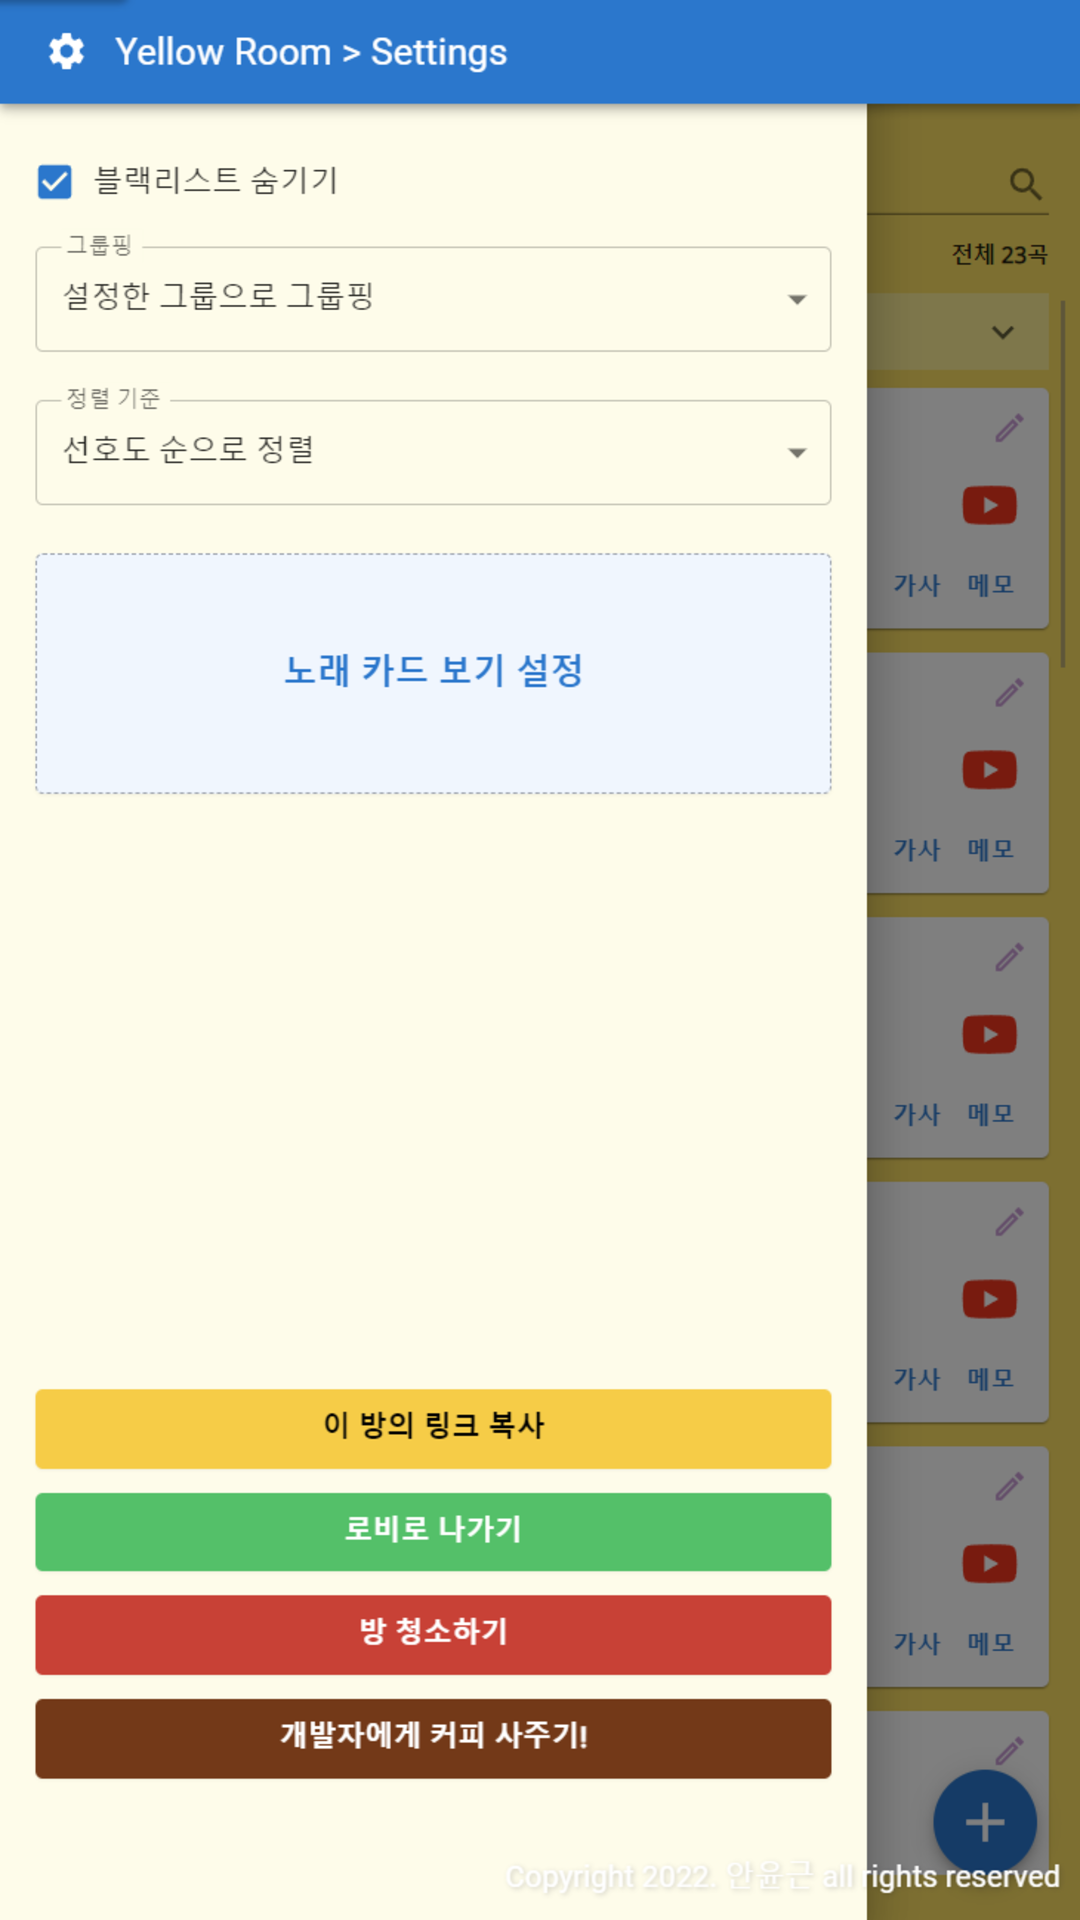 Yellow Room > Settings
블랙리스트 숨기기
전체 23곡
그룹핑
설정한 그룹으로 그룹핑
정렬 기준
선호도 순으로 정렬
가사 메모
노래 카드 보기 설정
가사 메모
가사 메모
가사 메모
이 방의 링크 복사
로비로 나가기
방 청소하기
가사 메모
개발자에게 커피 사주기!
Copyright 2022. 안윤근 all rights reserved